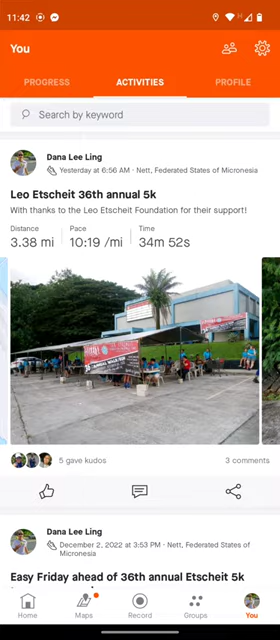 11:42
You
PROGRESS ACTIVITIES PROFILE
Search by keyword
Dana Lee Ling
Yesterday at 6:56 AM · Nett, Federated States of Micronesia
Leo Etscheit 36th annual 5k
With thanks to the Leo Etscheit Foundation for their support!
Distance Pace Time
3.38 mi 10:19 /mi 34m 52s
5 gave kudos 3 comments
Dana Lee Ling
December 2, 2022 at 3:53 PM · Nett, Federated States of
Micronesia
Easy Friday ahead of 36th annual Etscheit 5k
Home Maps Record Groups You